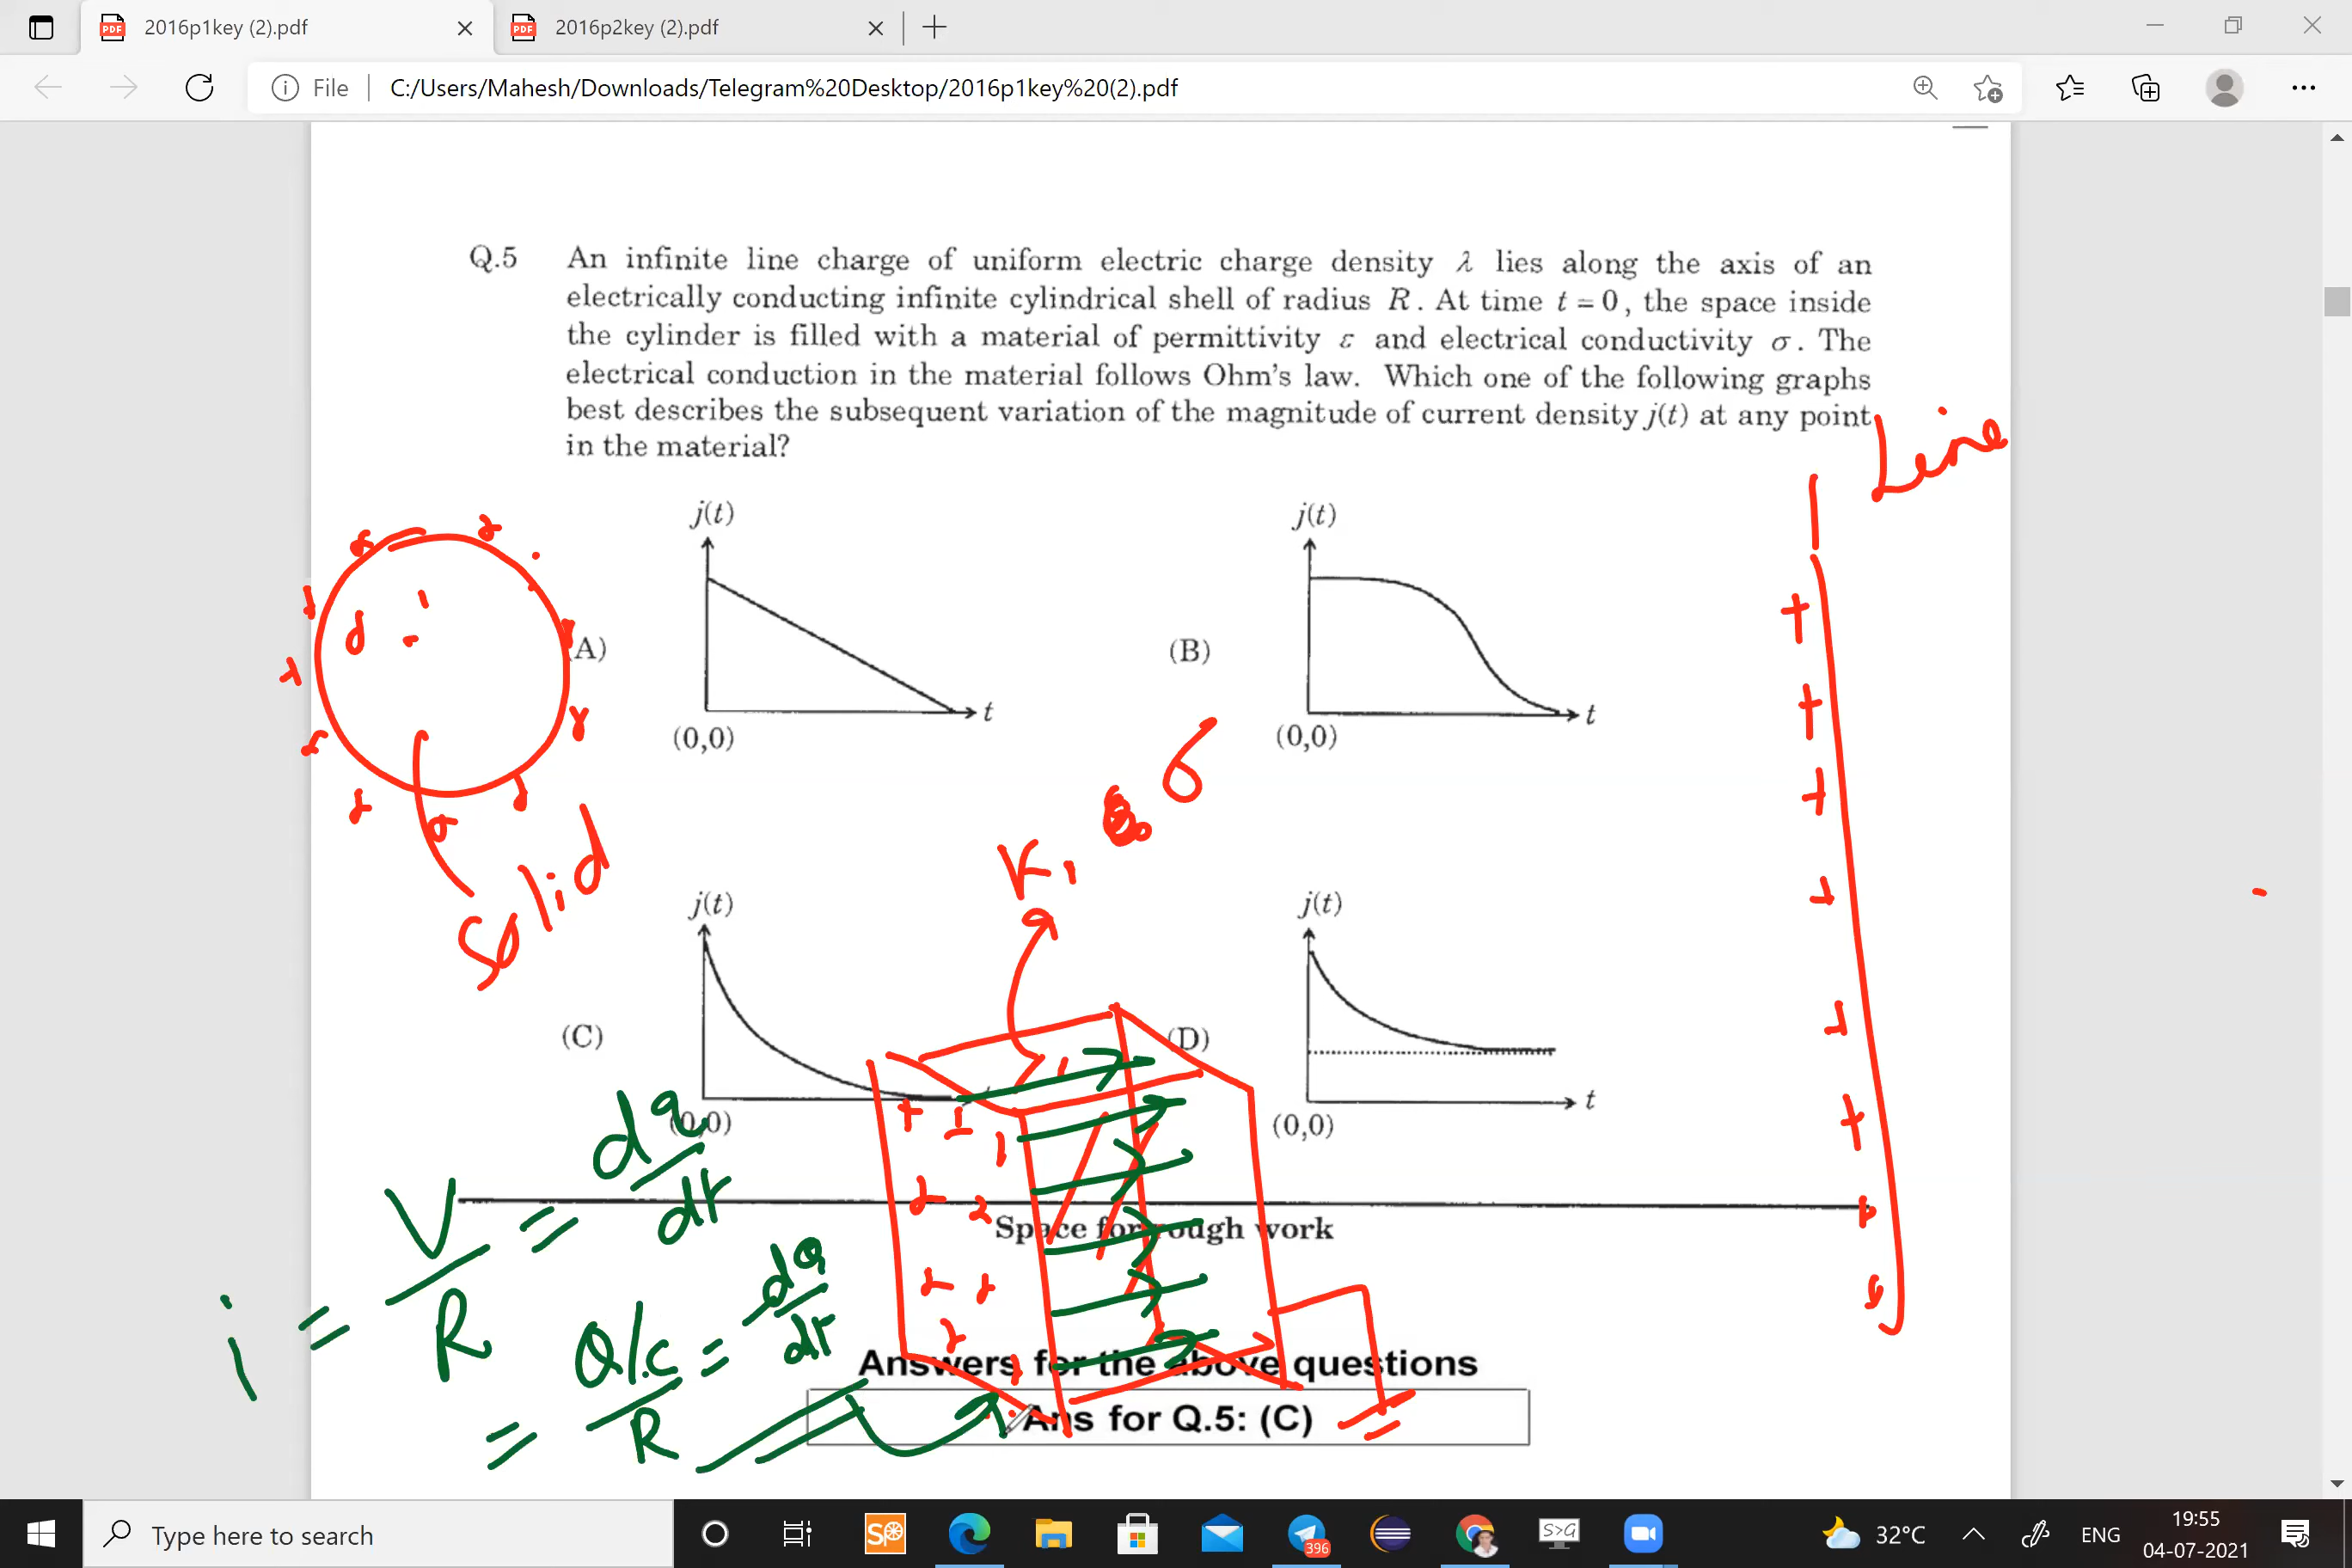 2016p1key (2).pdf
2016p2key (2).pdf
File | C:/Users/Mahesh/Downloads/Telegram%20Desktop/2016p1key%20(2).pdf
Q.5 An infinite line charge of uniform electric charge density λ lies along the axis of an
electrically conducting infinite cylindrical shell of radius R. At time t = 0, the space inside
the cylinder is filled with a material of permittivity ε and electrical conductivity σ. The
electrical conduction in the material follows Ohm's law. Which one of the following graphs
best describes the subsequent variation of the magnitude of current density j(t) at any point
in the material?
Line
j(t)
(A)
t
(0,0)
j(t)
(B)
t
(0,0)
σ
K,
Solid
j(t)
(C)
(0,0)
j(t)
(D)
t
(0,0)
i = V/R = dq/dt
= Q/C/R = dQ/dt
Space for rough work
Answers for the above questions
Ans for Q.5: (C)
Type here to search
396
S>G
32°C
ENG
19:55
04-07-2021